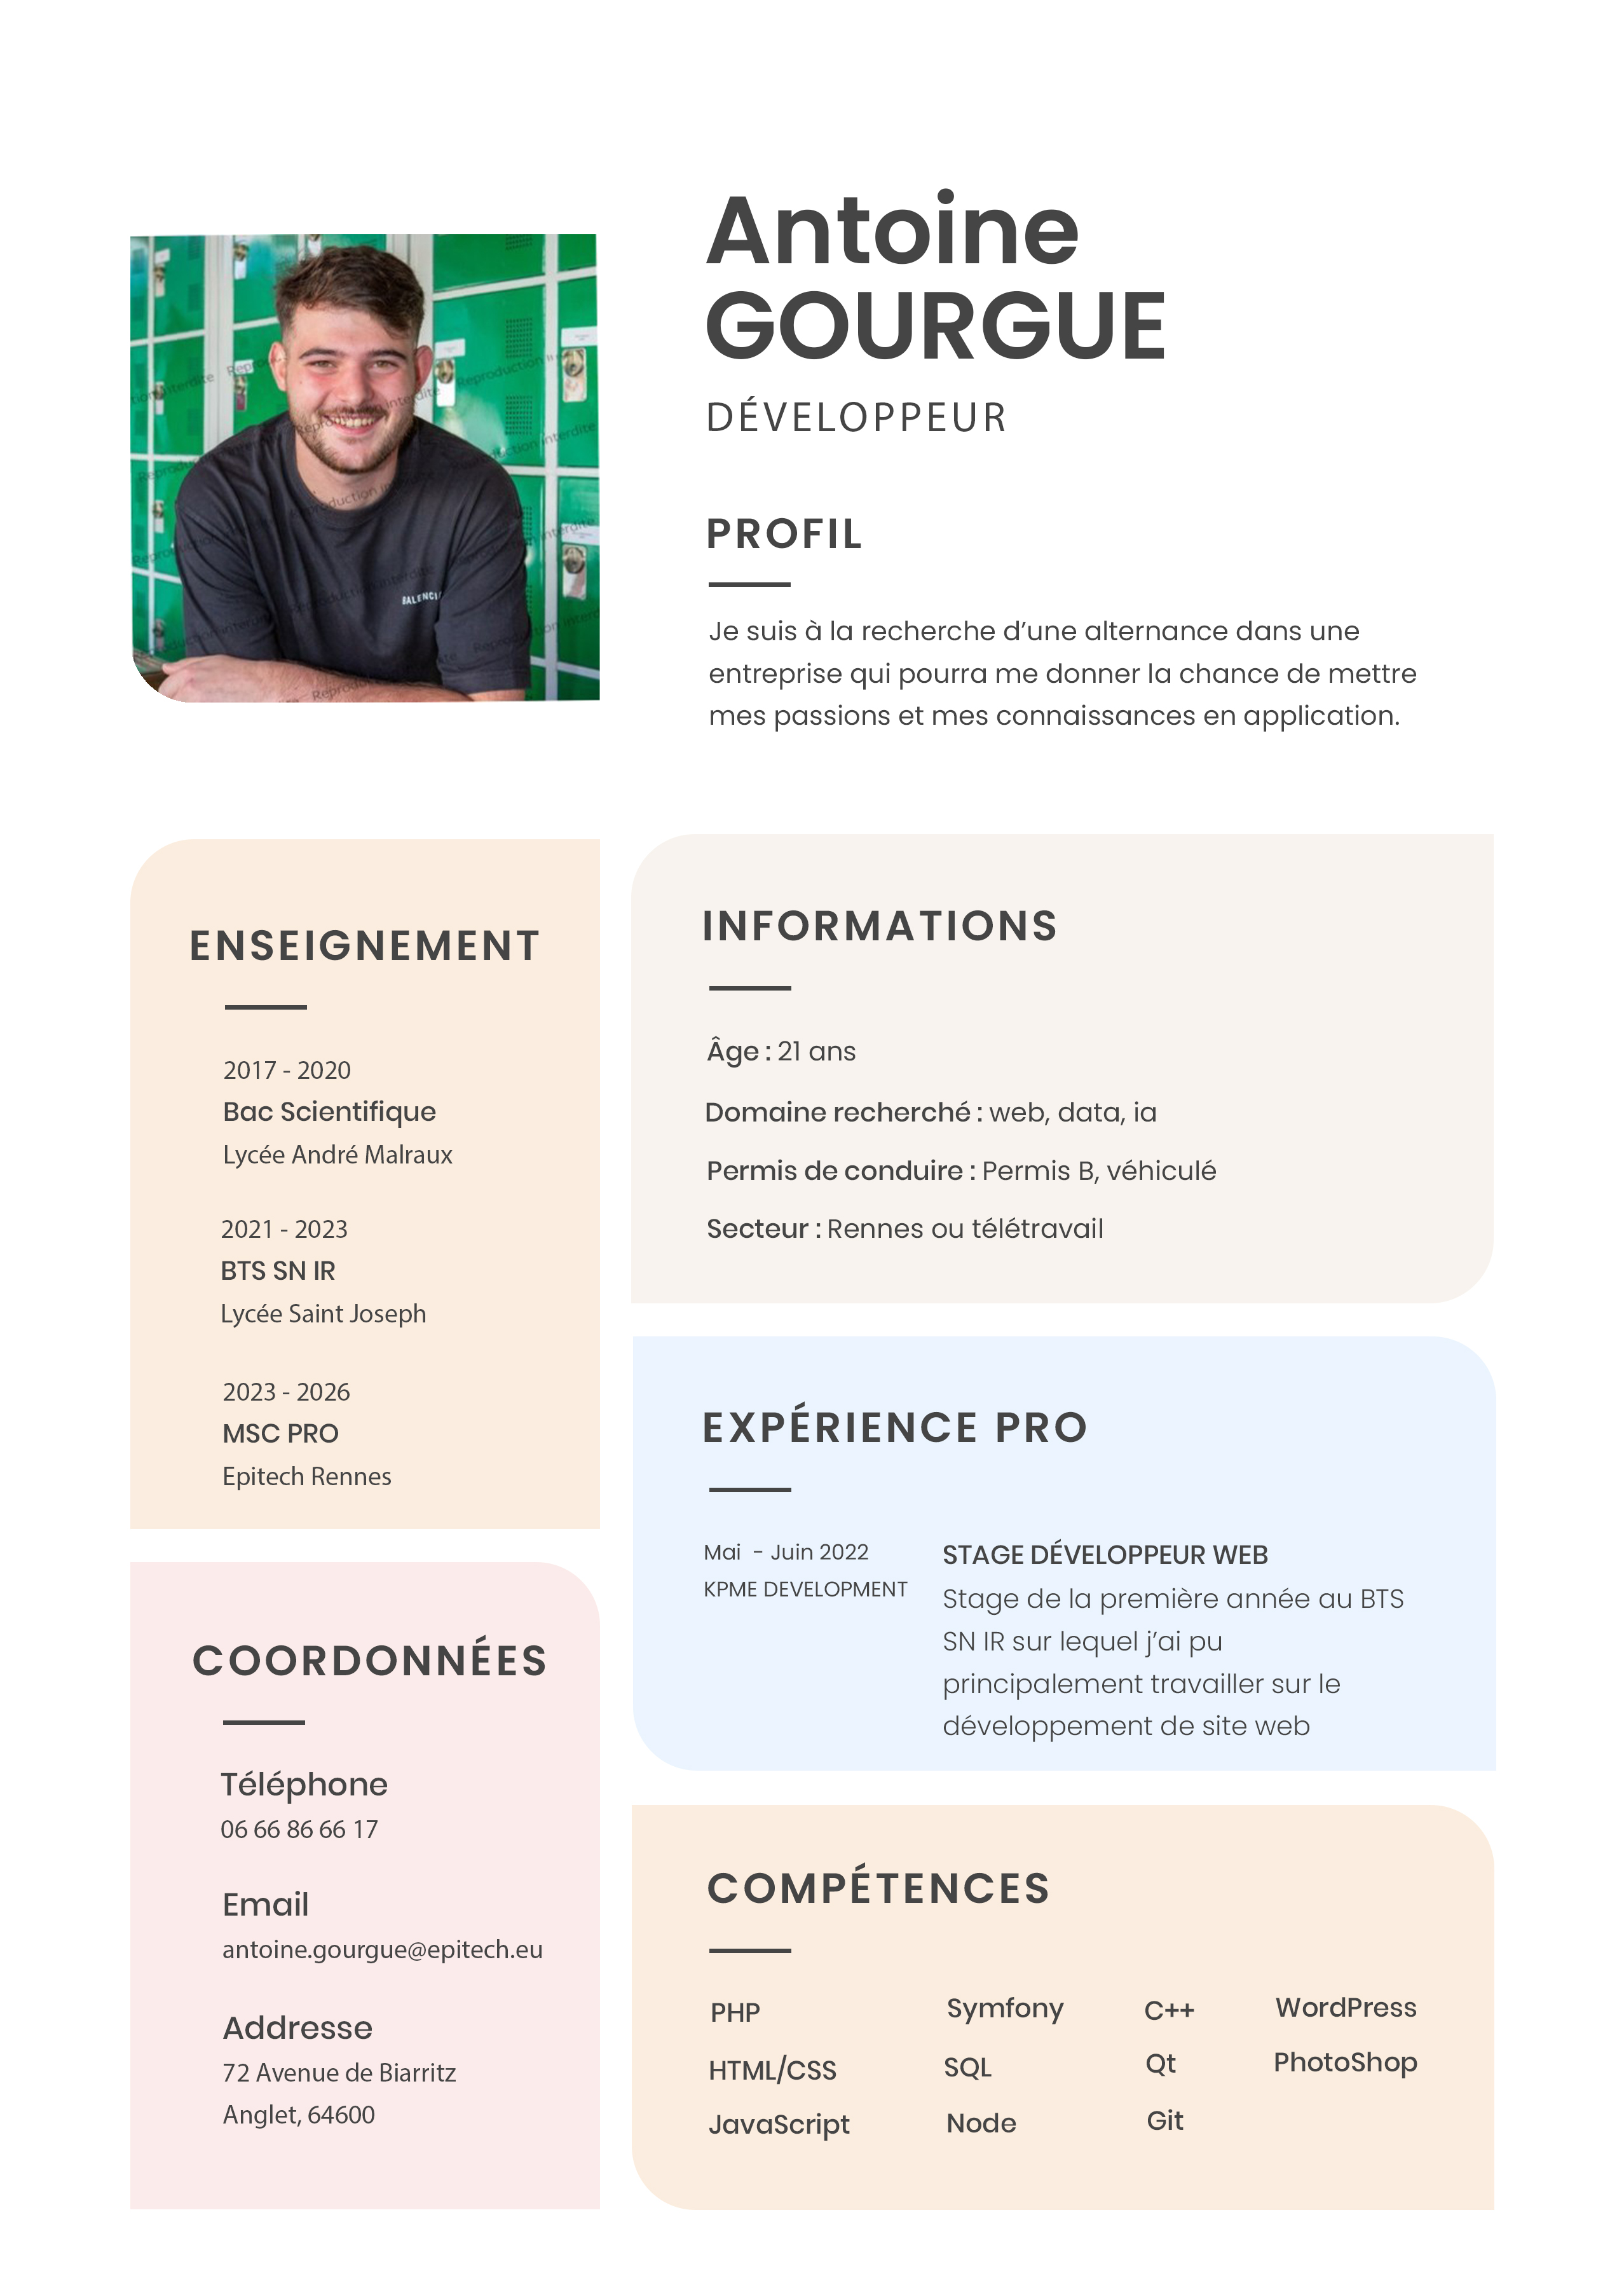 Antoine
GOURGUE
DÉVELOPPEUR
PROFIL
Je suis à la recherche d’une alternance dans une
entreprise qui pourra me donner la chance de mettre
mes passions et mes connaissances en application.
Reproduction interdite
BALENCI
ENSEIGNEMENT
2017 - 2020
Bac Scientifique
Lycée André Malraux
2021 - 2023
BTS SN IR
Lycée Saint Joseph
2023 - 2026
MSC PRO
Epitech Rennes
COORDONNÉES
Téléphone
06 66 86 66 17
Email
antoine.gourgue@epitech.eu
Addresse
72 Avenue de Biarritz
Anglet, 64600
INFORMATIONS
Âge : 21 ans
Domaine recherché : web, data, ia
Permis de conduire : Permis B, véhiculé
Secteur : Rennes ou télétravail
EXPÉRIENCE PRO
Mai - Juin 2022
KPME DEVELOPMENT
STAGE DÉVELOPPEUR WEB
Stage de la première année au BTS
SN IR sur lequel j’ai pu
principalement travailler sur le
développement de site web
COMPÉTENCES
PHP Symfony C++ WordPress
HTML/CSS SQL Qt PhotoShop
JavaScript Node Git